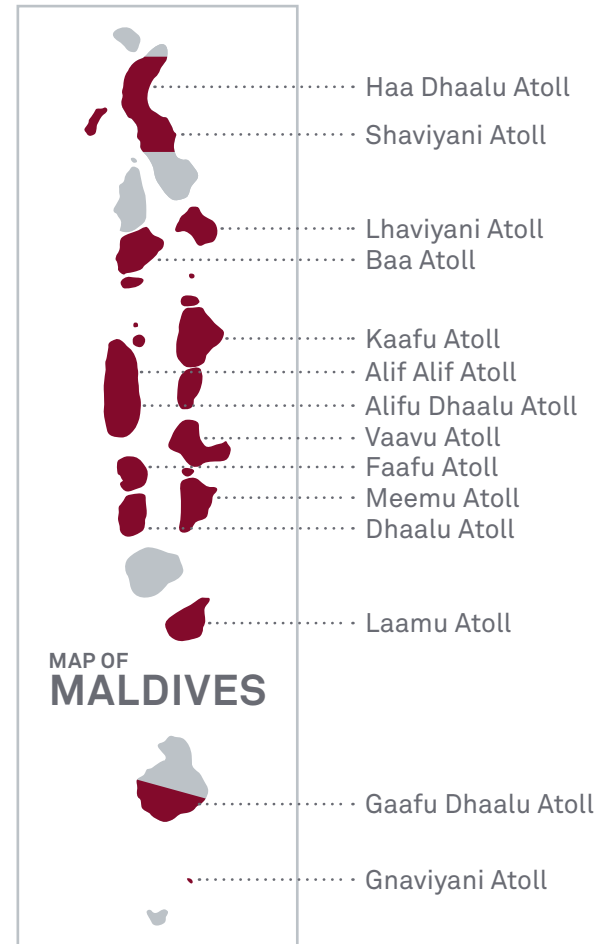 Haa Dhaalu Atoll
Shaviyani Atoll
Lhaviyani Atoll
Baa Atoll
Kaafu Atoll
Alif Alif Atoll
Alifu Dhaalu Atoll
Vaavu Atoll
Faafu Atoll
Meemu Atoll
Dhaalu Atoll
Laamu Atoll
MAP OF
MALDIVES
Gaafu Dhaalu Atoll
Gnaviyani Atoll